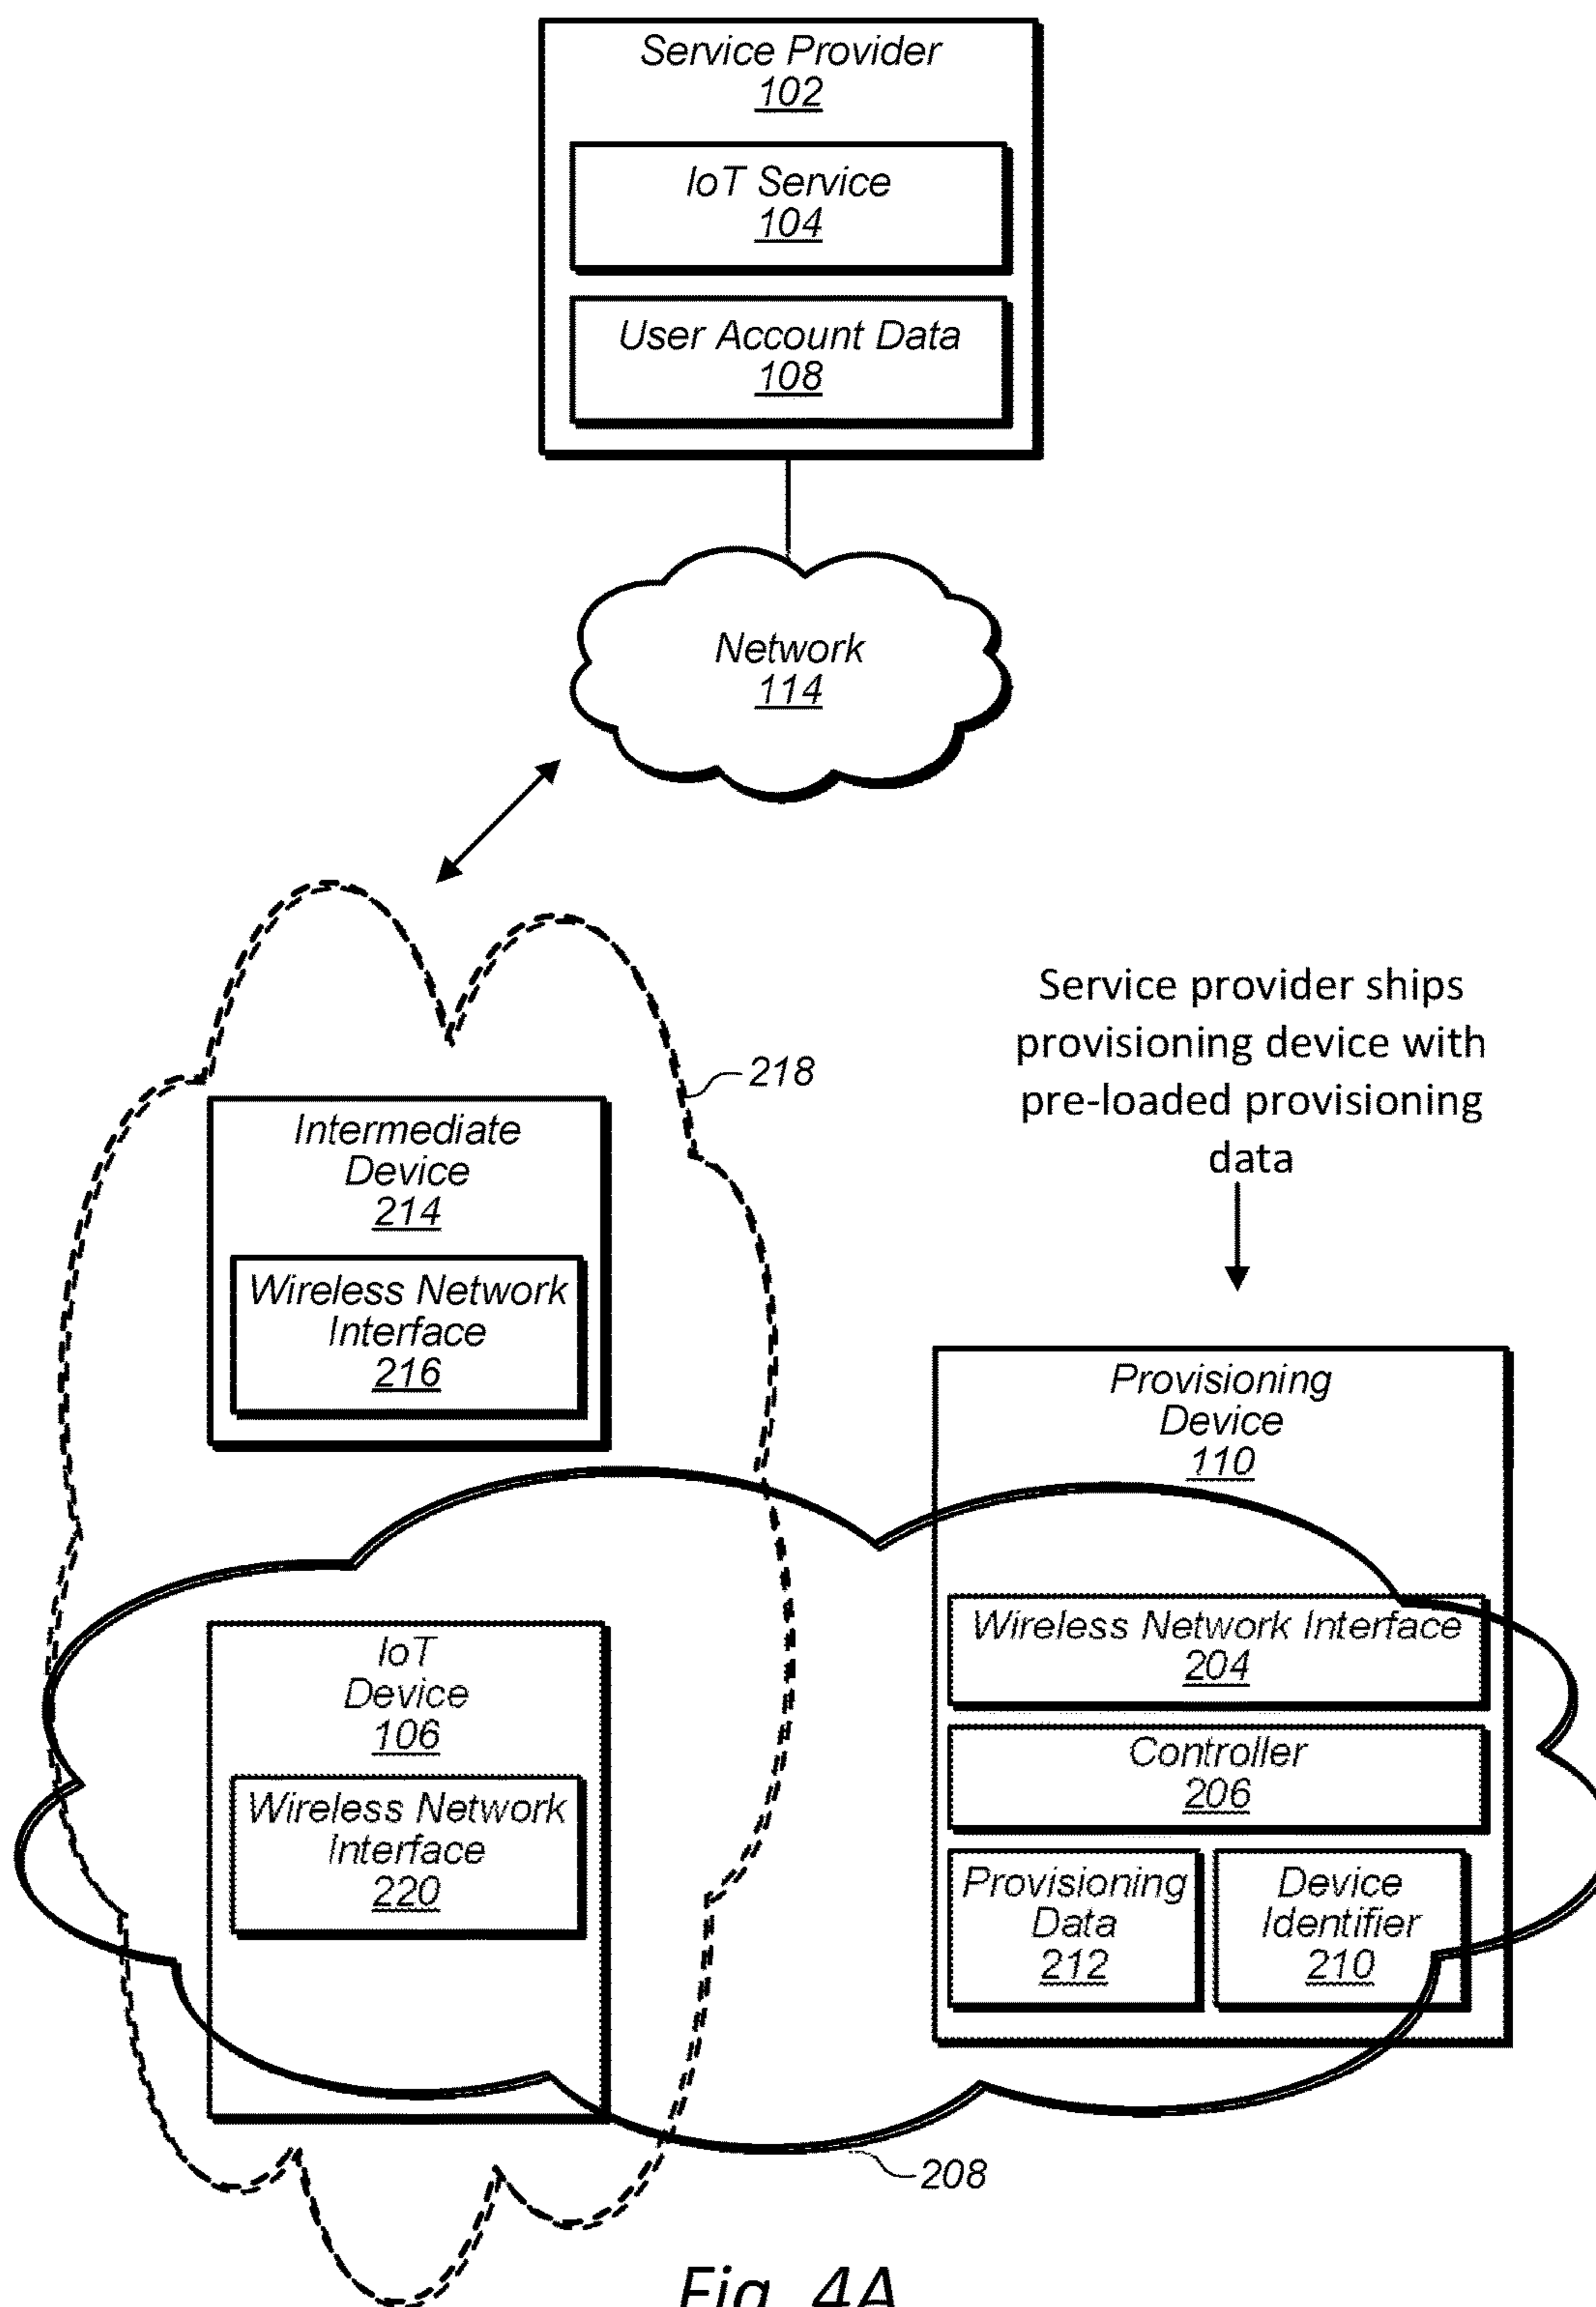 Service Provider
102
IoT Service
104
User Account Data
108
Network
114
Service provider ships
provisioning device with
pre-loaded provisioning
data
218
Intermediate
Device
214
Wireless Network
Interface
216
Provisioning
Device
110
Wireless Network Interface
204
Controller
206
Provisioning
Data
212
Device
Identifier
210
IoT
Device
106
Wireless Network
Interface
220
208
Fig. 4A